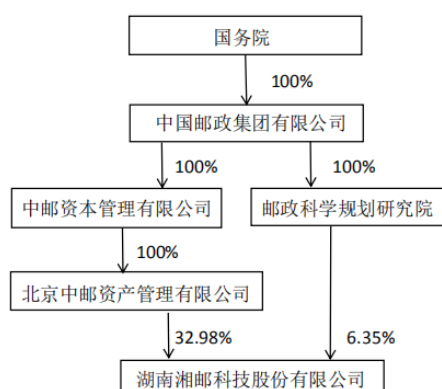 国务院
100%
中国邮政集团有限公司
100%
100%
中邮资本管理有限公司
邮政科学规划研究院
100%
北京中邮资产管理有限公司
32.98%
6.35%
湖南湘邮科技股份有限公司